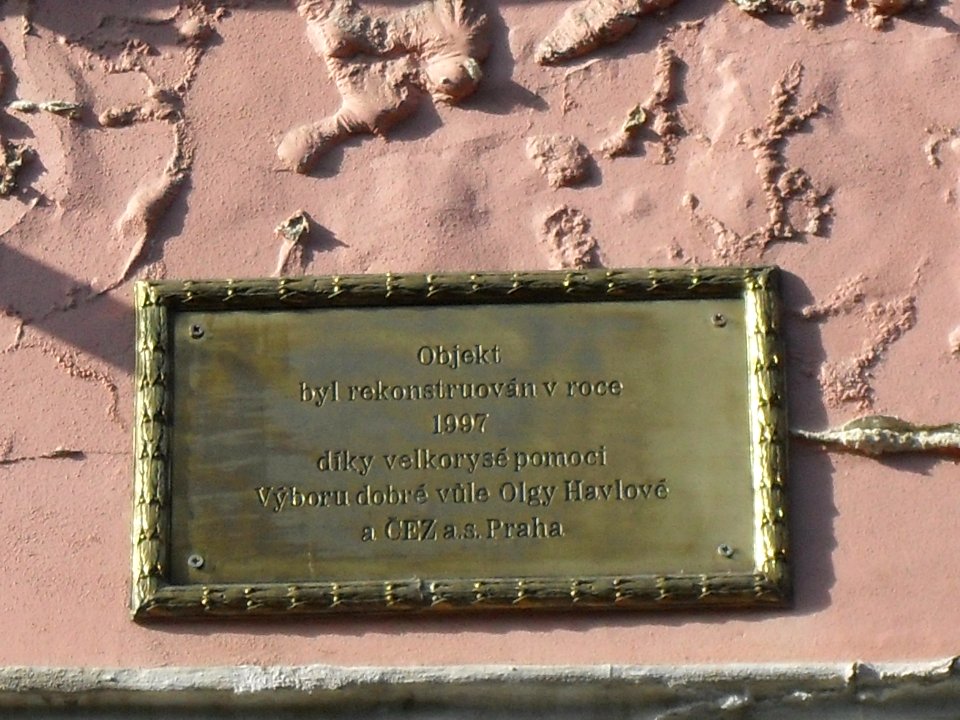 Objekt
byl rekonstruován v roce
1997
díky velkorysé pomoci
Výboru dobré vůle Olgy Havlové
a ČEZ a.s. Praha